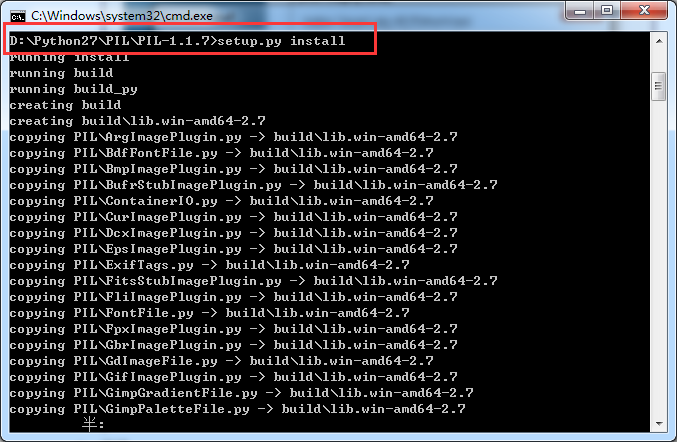 C:\Windows\system32\cmd.exe
D:\Python27\PIL\PIL-1.1.7>setup.py install
running install
running build
running build_py
creating build
creating build\lib.win-amd64-2.7
copying PIL\ArgImagePlugin.py -> build\lib.win-amd64-2.7
copying PIL\BdfFontFile.py -> build\lib.win-amd64-2.7
copying PIL\BmpImagePlugin.py -> build\lib.win-amd64-2.7
copying PIL\BufrStubImagePlugin.py -> build\lib.win-amd64-2.7
copying PIL\ContainerIO.py -> build\lib.win-amd64-2.7
copying PIL\CurImagePlugin.py -> build\lib.win-amd64-2.7
copying PIL\DcxImagePlugin.py -> build\lib.win-amd64-2.7
copying PIL\EpsImagePlugin.py -> build\lib.win-amd64-2.7
copying PIL\ExifTags.py -> build\lib.win-amd64-2.7
copying PIL\FitsStubImagePlugin.py -> build\lib.win-amd64-2.7
copying PIL\FliImagePlugin.py -> build\lib.win-amd64-2.7
copying PIL\FontFile.py -> build\lib.win-amd64-2.7
copying PIL\FpxImagePlugin.py -> build\lib.win-amd64-2.7
copying PIL\GbrImagePlugin.py -> build\lib.win-amd64-2.7
copying PIL\GdImageFile.py -> build\lib.win-amd64-2.7
copying PIL\GifImagePlugin.py -> build\lib.win-amd64-2.7
copying PIL\GimpGradientFile.py -> build\lib.win-amd64-2.7
copying PIL\GimpPaletteFile.py -> build\lib.win-amd64-2.7
半: